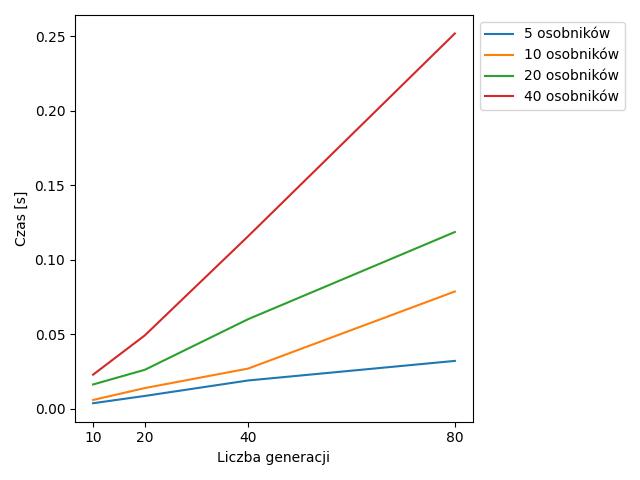 0.25
0.20
0.15
0.10
0.05
0.00
Czas [s]
10 20 40 80
Liczba generacji
5 osobników
10 osobników
20 osobników
40 osobników